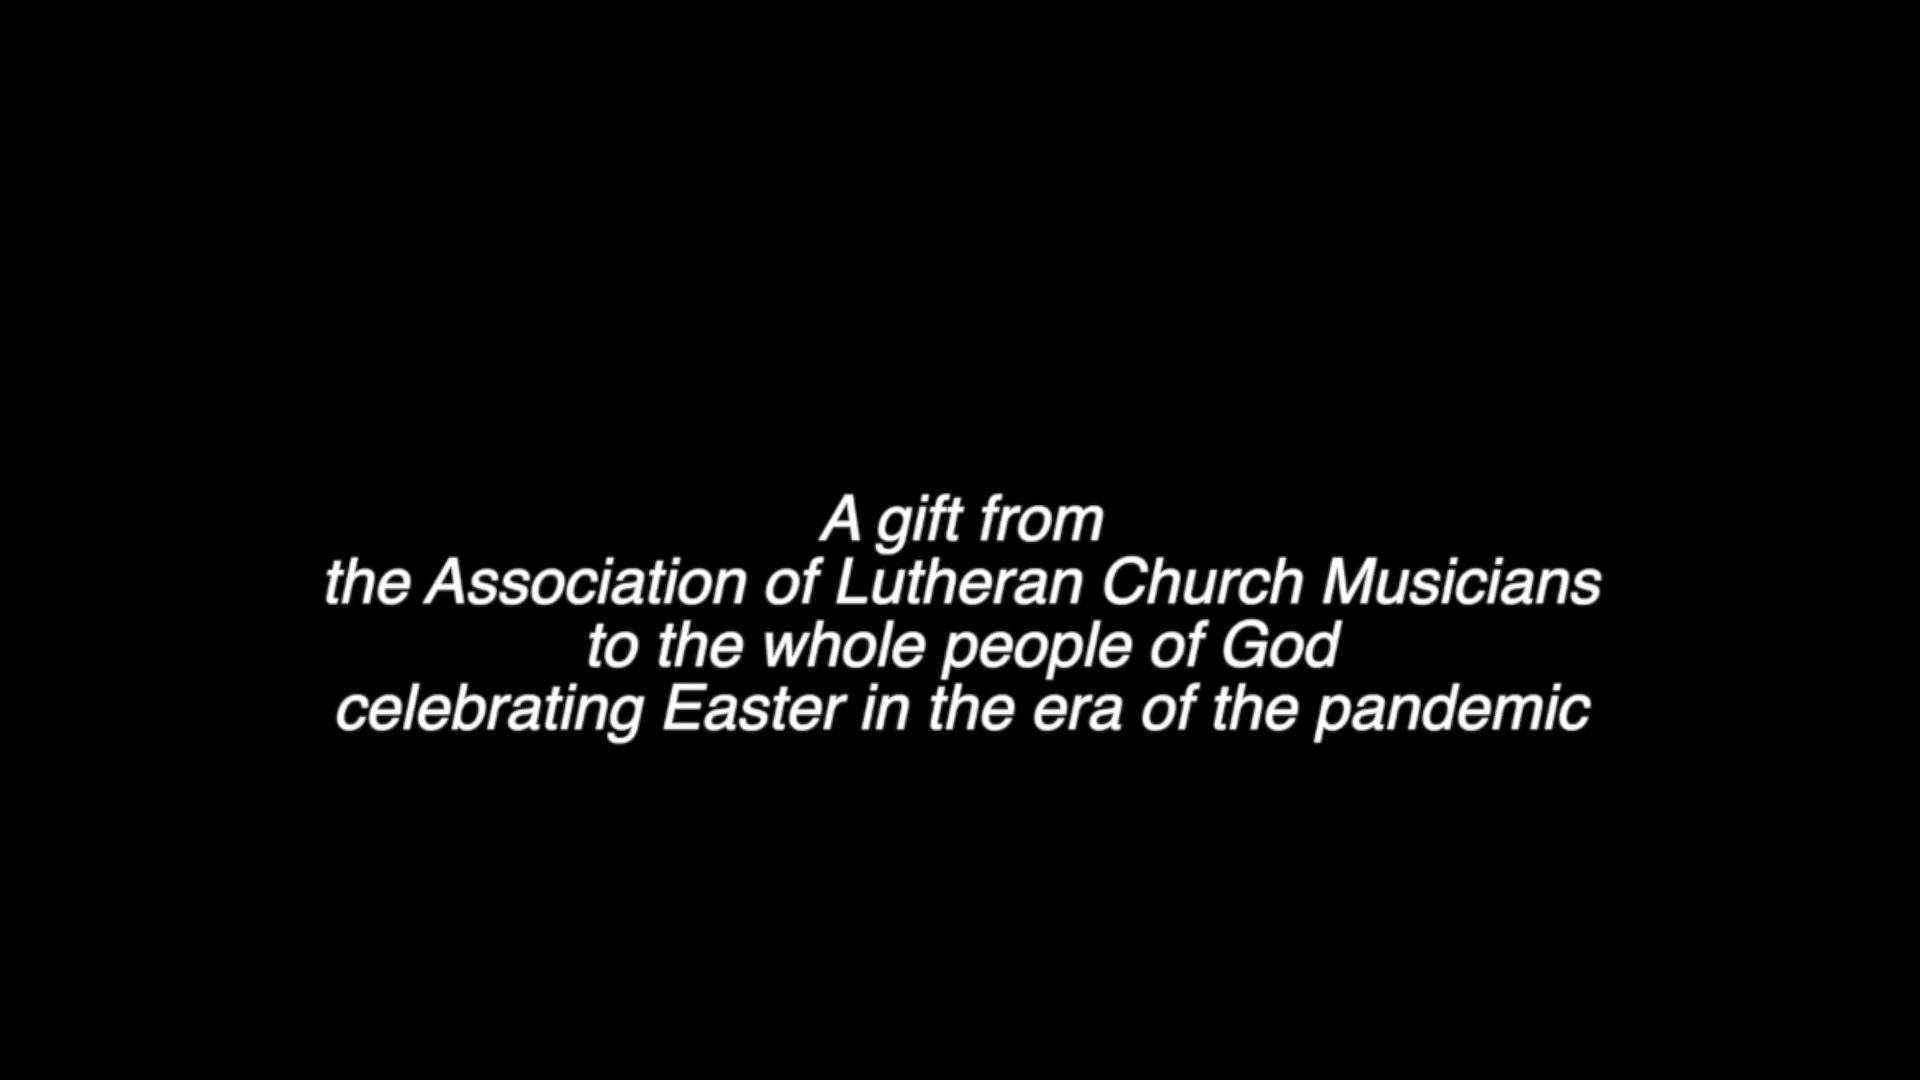 A gift from
the Association of Lutheran Church Musicians
to the whole people of God
celebrating Easter in the era of the pandemic